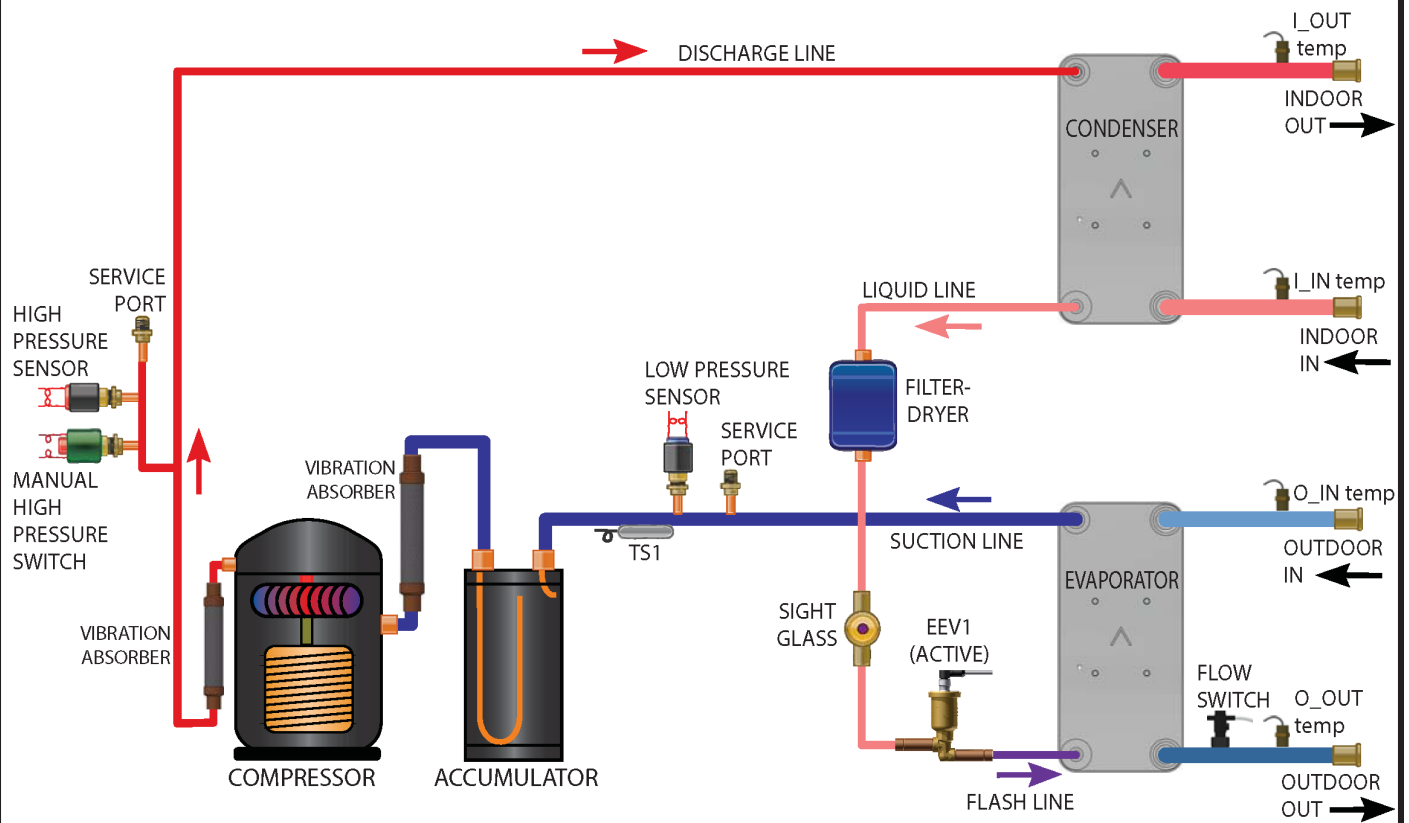 I_OUT
temp
DISCHARGE LINE
INDOOR
OUT
CONDENSER
SERVICE
PORT
HIGH
PRESSURE
SENSOR
LIQUID LINE
I_IN temp
INDOOR
IN
LOW PRESSURE
SENSOR
FILTER-
DRYER
SERVICE
PORT
VIBRATION
ABSORBER
MANUAL
HIGH
PRESSURE
SWITCH
O_IN temp
SUCTION LINE
TS1
OUTDOOR
IN
EVAPORATOR
SIGHT
GLASS
EEV1
(ACTIVE)
VIBRATION
ABSORBER
FLOW
SWITCH
O_OUT
temp
COMPRESSOR
ACCUMULATOR
FLASH LINE
OUTDOOR
OUT